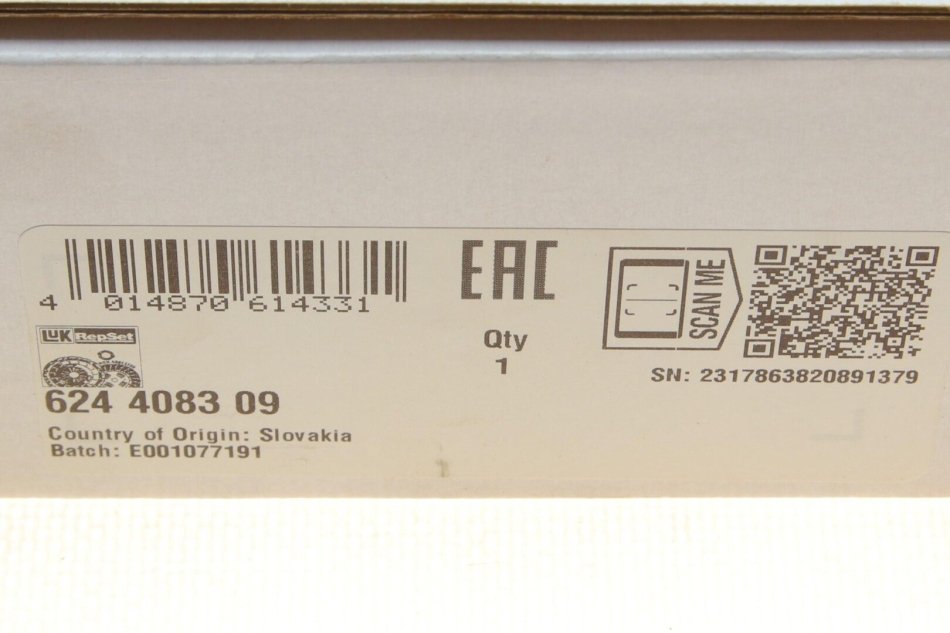 4 014870 614331
EAC
SCAN ME
LUK RepSet
Qty
1
SN: 2317863820891379
624 4083 09
Country of Origin: Slovakia
Batch: E001077191